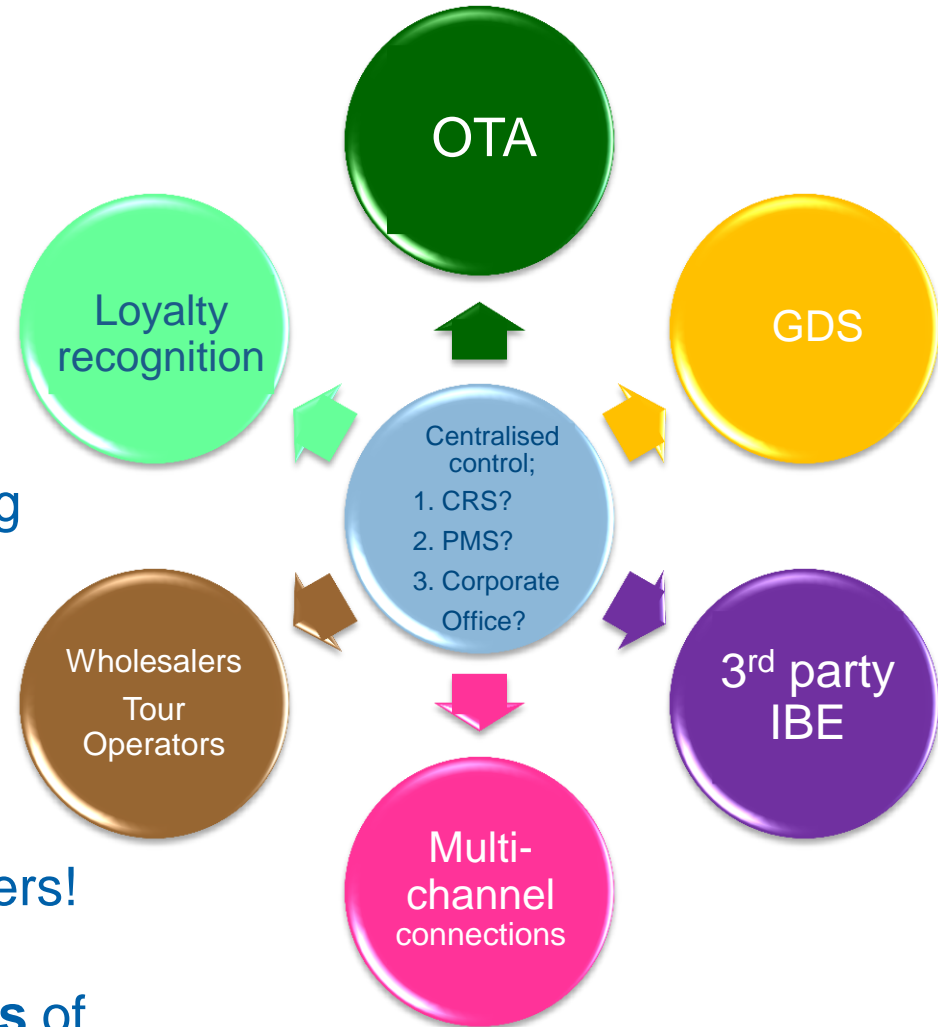 OTA
Loyalty
recognition
GDS
Centralised
control;
1. CRS?
2. PMS?
3. Corporate
Office?
g
Wholesalers
Tour
Operators
3rd party
IBE
Multi-
channel
connections
ers!
s of